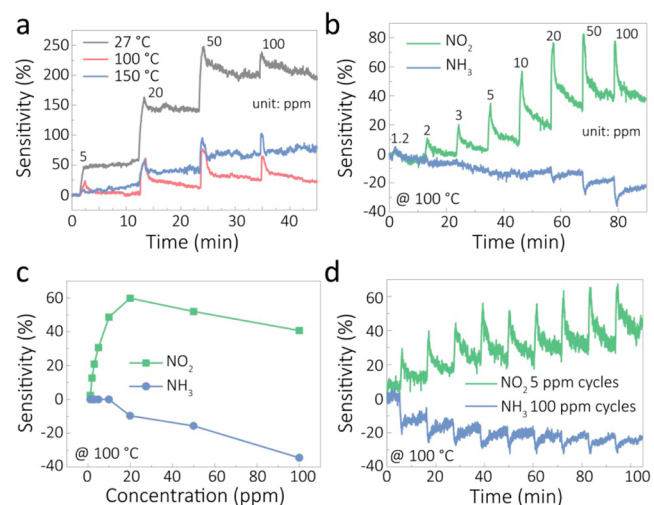 a
Sensitivity (%)
250
200
150
100
50
0
27 °C
100 °C
150 °C
5
20
50
100
unit: ppm
0 10 20 30 40
Time (min)
b
Sensitivity (%)
80
60
40
20
0
-20
-40
NO2
NH3
1.2
2
3
5
10
20
50
100
unit: ppm
@ 100 °C
0 20 40 60 80
Time (min)
c
Sensitivity (%)
60
40
20
0
-20
-40
NO2
NH3
@ 100 °C
0 20 40 60 80 100
Concentration (ppm)
d
Sensitivity (%)
60
40
20
0
-20
-40
NO2 5 ppm cycles
NH3 100 ppm cycles
@ 100 °C
0 25 50 75 100
Time (min)